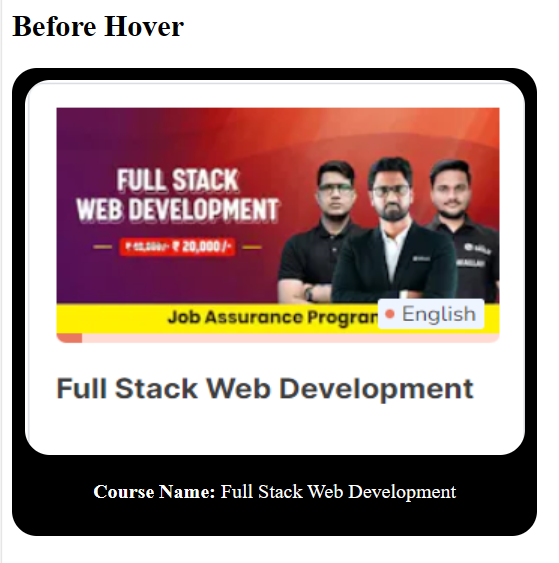 Before Hover
FULL STACK
WEB DEVELOPMENT
₹ 20,000/-
Job Assurance Program
English
Full Stack Web Development
Course Name: Full Stack Web Development